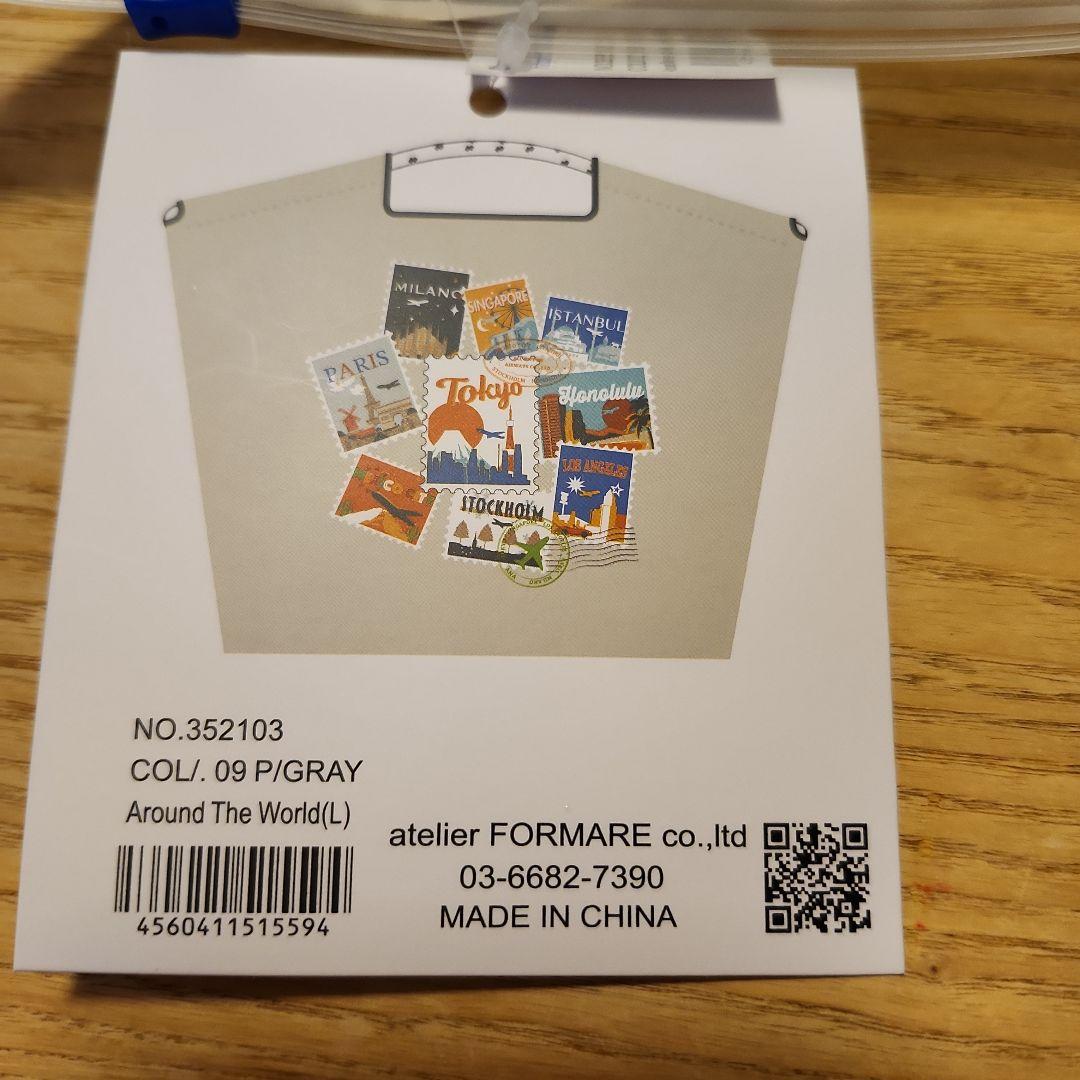 MILANO
SINGAPORE
ISTANBUL
PARIS
Tokyo
Honolulu
LOS ANGELES
STOCKHOLM
NO.352103
COL/. 09 P/GRAY
Around The World(L)
4560411515594
atelier FORMARE co.,ltd
03-6682-7390
MADE IN CHINA